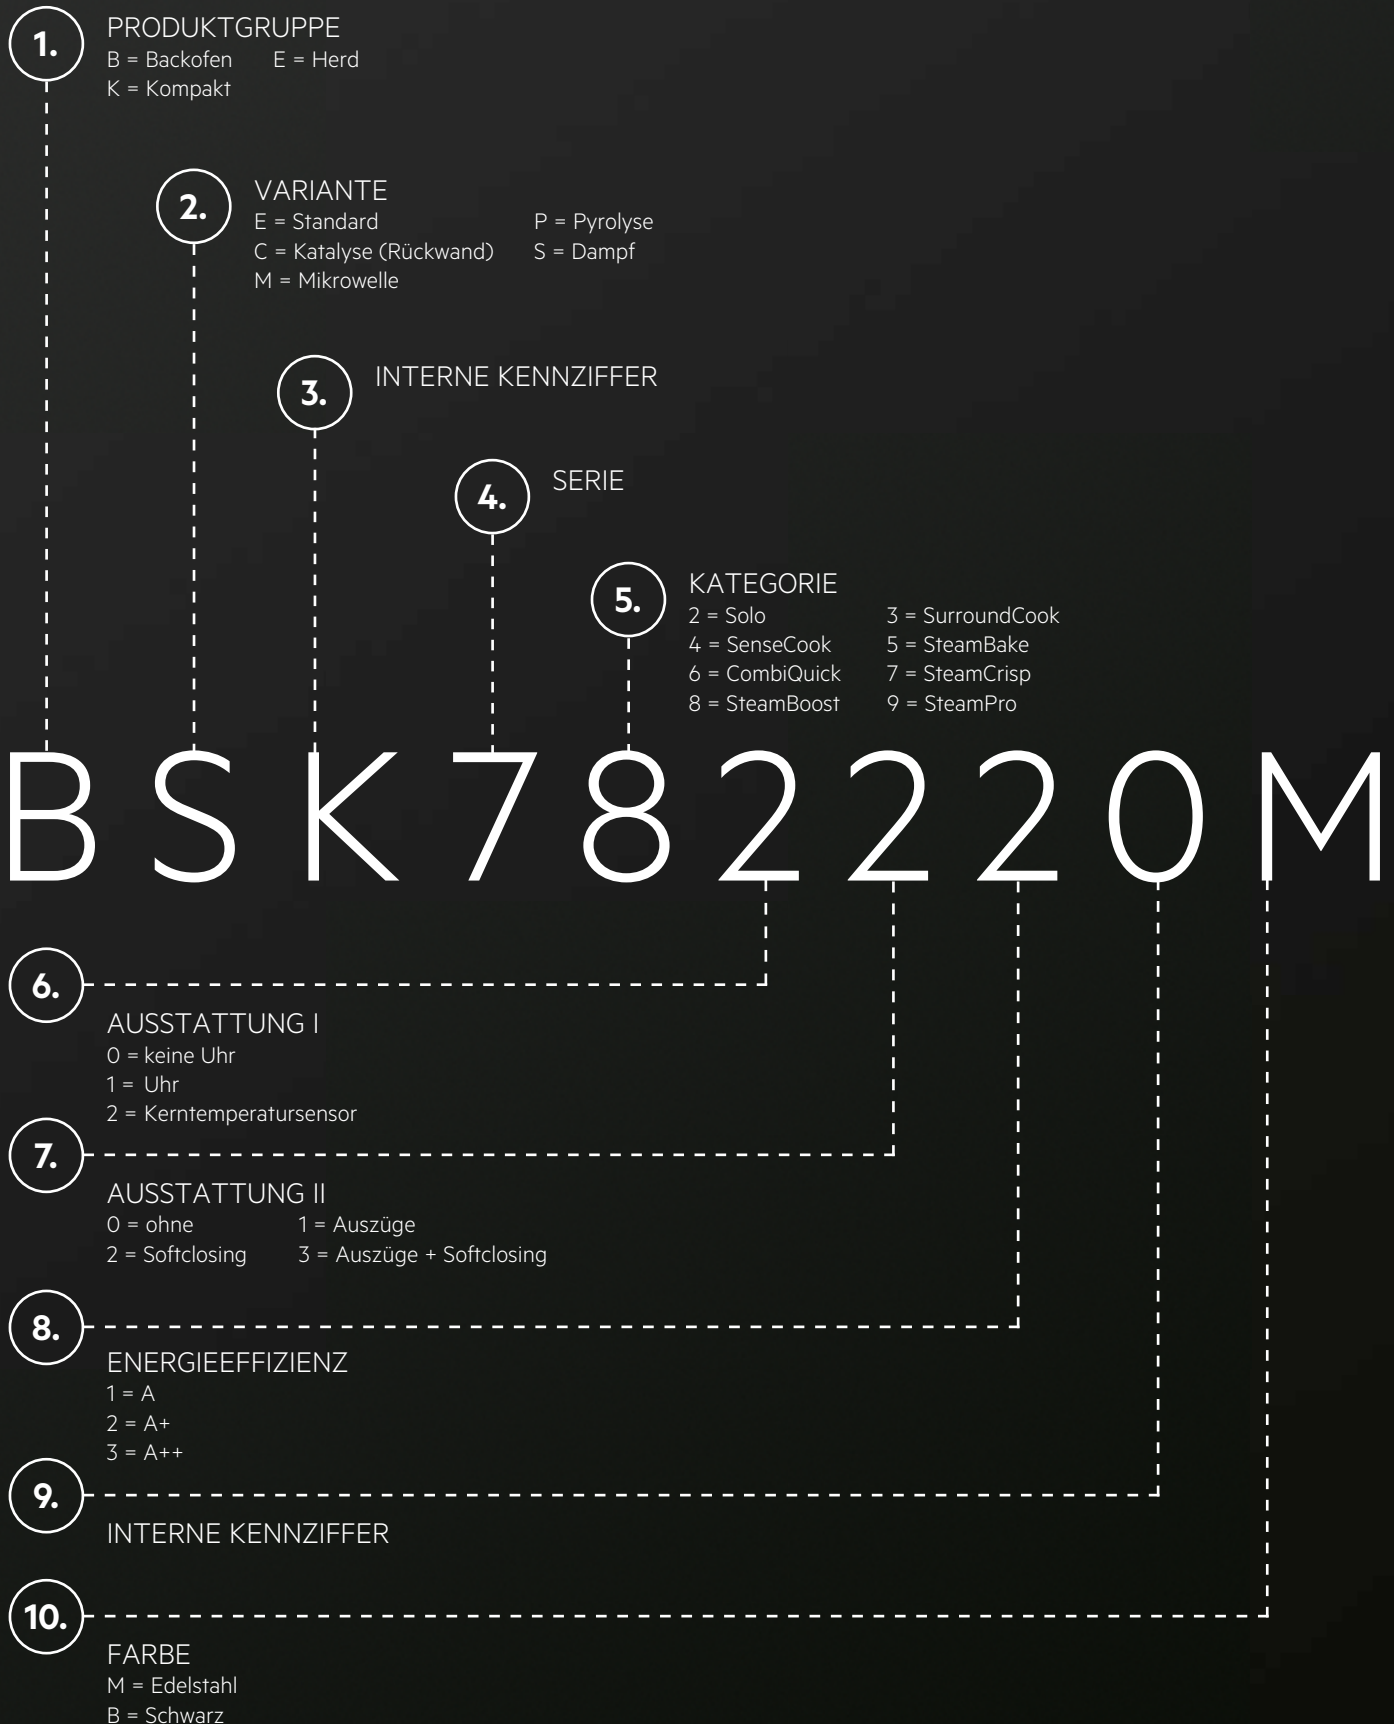 1.
PRODUKTGRUPPE
B = Backofen E = Herd
K = Kompakt
2.
VARIANTE
E = Standard P = Pyrolyse
C = Katalyse (Rückwand) S = Dampf
M = Mikrowelle
3.
INTERNE KENNZIFFER
4.
SERIE
5.
KATEGORIE
2 = Solo 3 = SurroundCook
4 = SenseCook 5 = SteamBake
6 = CombiQuick 7 = SteamCrisp
8 = SteamBoost 9 = SteamPro
BSK782220M
6.
AUSSTATTUNG I
0 = keine Uhr
1 = Uhr
2 = Kerntemperatursensor
7.
AUSSTATTUNG II
0 = ohne 1 = Auszüge
2 = Softclosing 3 = Auszüge + Softclosing
8.
ENERGIEEFFIZIENZ
1 = A
2 = A+
3 = A++
9.
INTERNE KENNZIFFER
10.
FARBE
M = Edelstahl
B = Schwarz